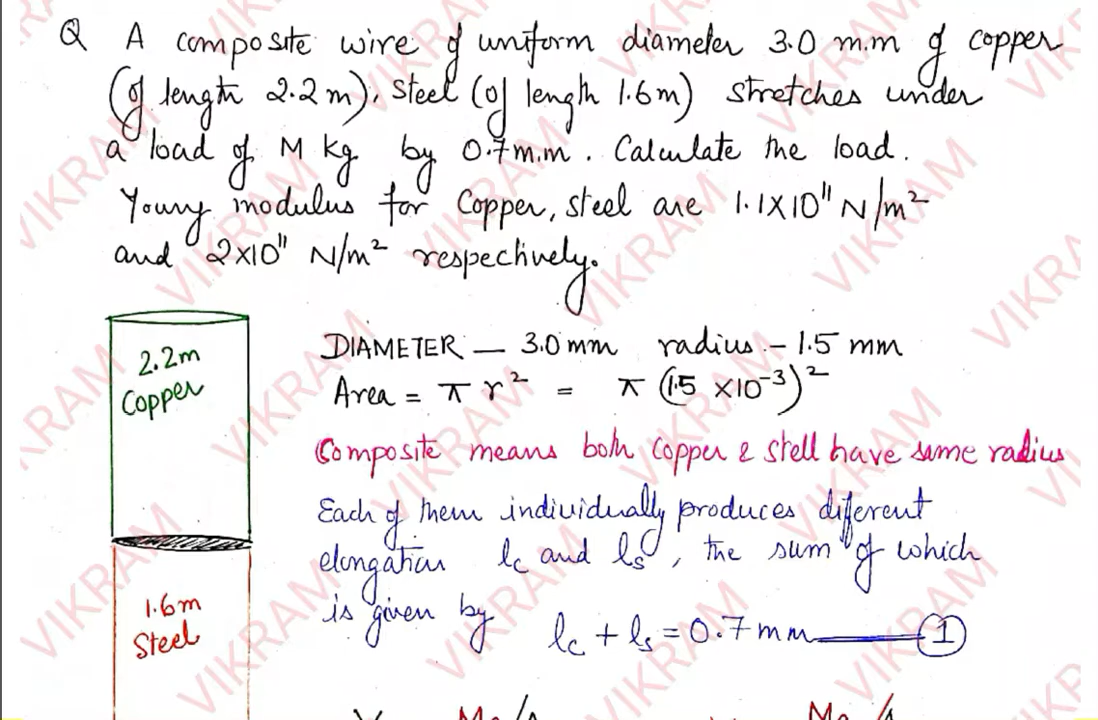 Q A composite wire of uniform diameter 3.0 m.m of copper
(of length 2.2 m), steel (of length 1.6m) stretches under
a load of M kg by 0.7 m.m. Calculate the load.
Young modulus for Copper, steel are 1.1×10¹¹ N/m²
and 2×10¹¹ N/m² respectively.
2.2m
Copper
DIAMETER — 3.0 mm radius – 1.5 mm
Area = π r² = π (1.5 ×10⁻³)²
Composite means both copper & stell have same radius
Each of them individually produces diferent
elongation lc and ls, the sum of which
is given by lc + ls = 0.7 mm — ①
1.6m
Steel
VIKRAM